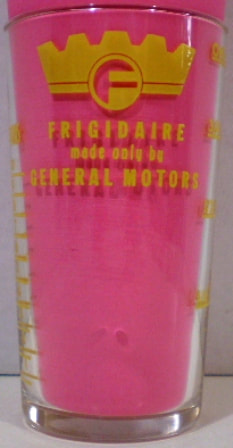 F
FRIGIDAIRE
made only by
GENERAL MOTORS